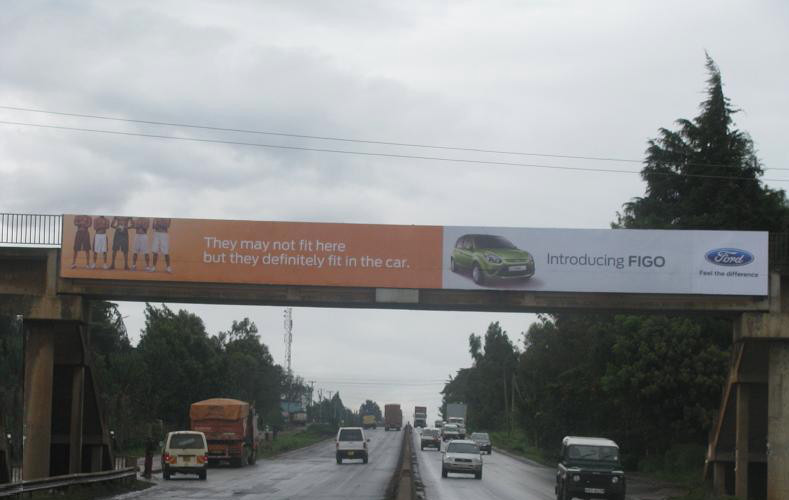 They may not fit here
but they definitely fit in the car.
Introducing FIGO
Ford
Feel the difference